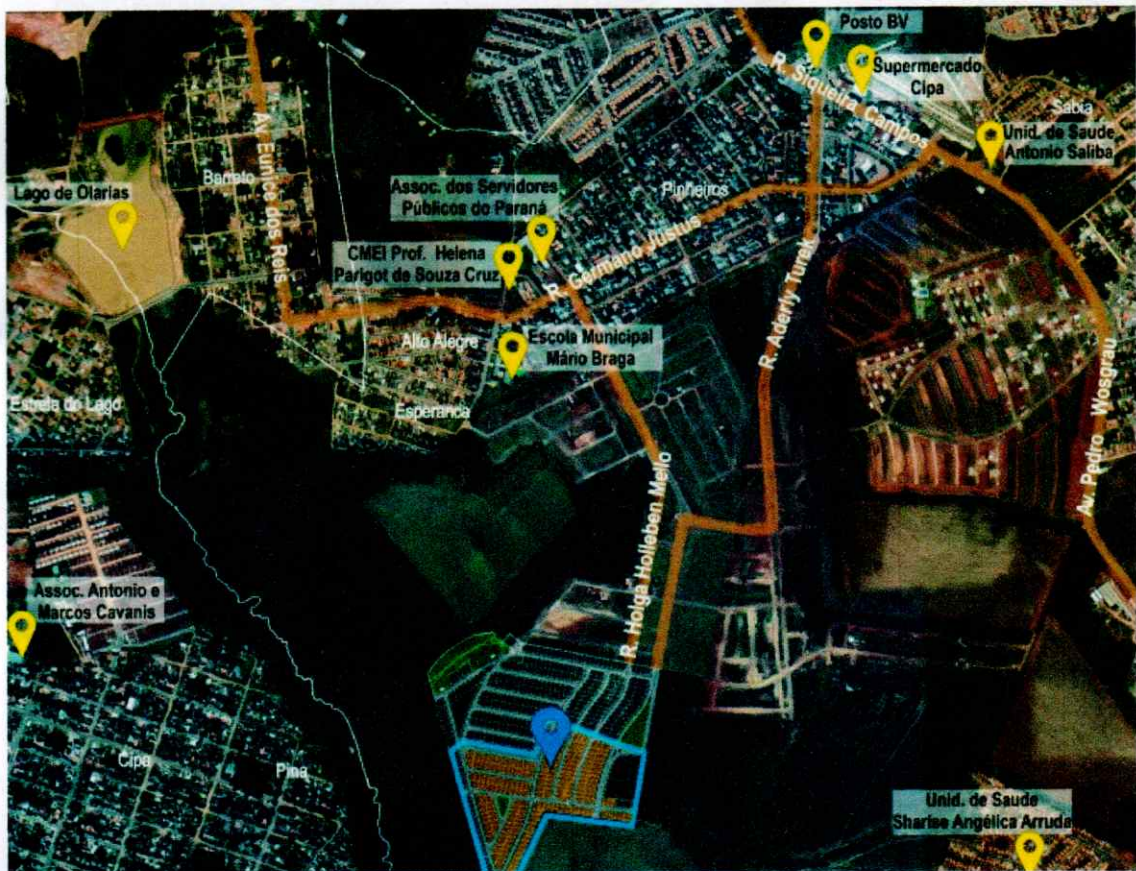 Posto BV
R. Siqueira Campos
Supermercado
Cipa
Sabiá
Unid. de Saude
Antonio Saliba
Av. Eunice dos Reis
Barreto
Lago de Olarias
Assoc. dos Servidores
Públicos do Paraná
Pinheiros
CMEI Prof. Helena
Parigot de Souza Cruz
R. Germano Justus
R. Aderly Turek
Alto Alegre
Escola Municipal
Mário Braga
Estrela do Lago
Esperanca
Av. Pedro Wosgrau
R. Holga Holleben Mello
Assoc. Antonio e
Marcos Cavanis
Cipa
Pina
Unid. de Saude
Sharise Angélica Arruda